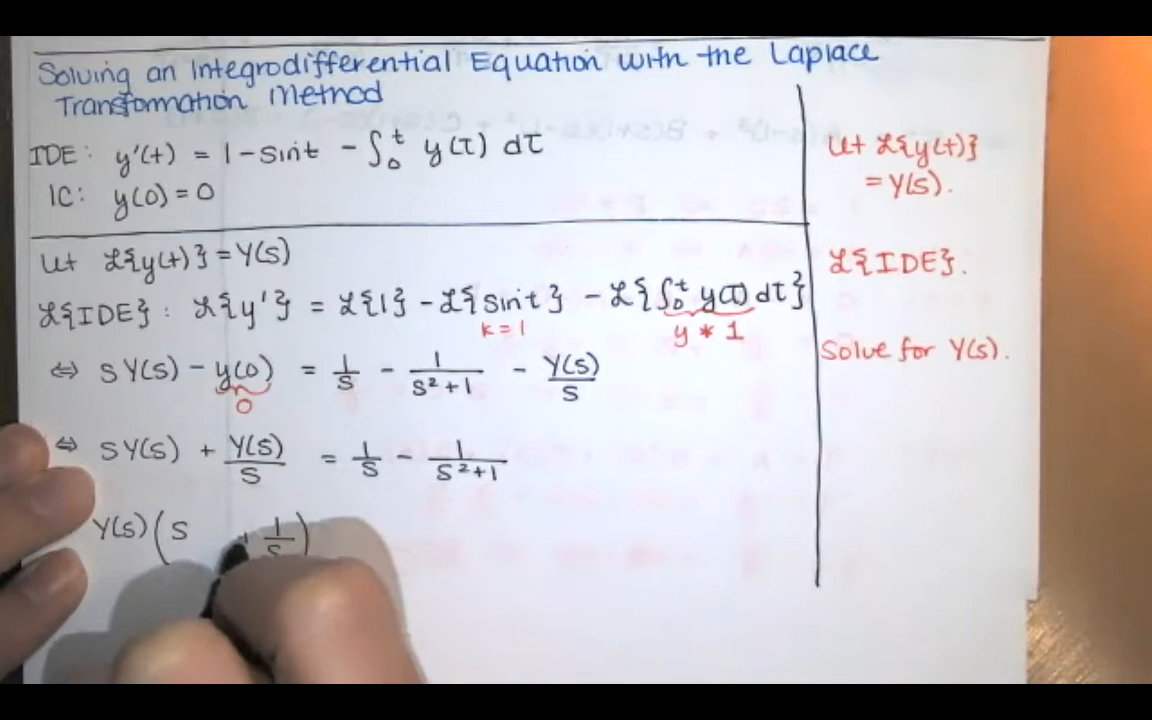 Solving an Integrodifferential Equation with the Laplace
Transformation Method
IDE: y'(t) = 1 - sint - ∫₀ᵗ y(τ) dτ
IC: y(0) = 0
Let ℒ{y(t)} = Y(s)
ℒ{IDE}: ℒ{y'} = ℒ{1} - ℒ{sint} - ℒ{∫₀ᵗ y(τ) dτ}
k = 1
y * 1
⇔ sY(s) - y(0) = 1/s - 1/(s²+1) - Y(s)/s
0
⇔ sY(s) + Y(s)/s = 1/s - 1/(s²+1)
Y(s)(s + 1/s)
Let ℒ{y(t)}
= Y(s).
ℒ{IDE}.
Solve for Y(s).